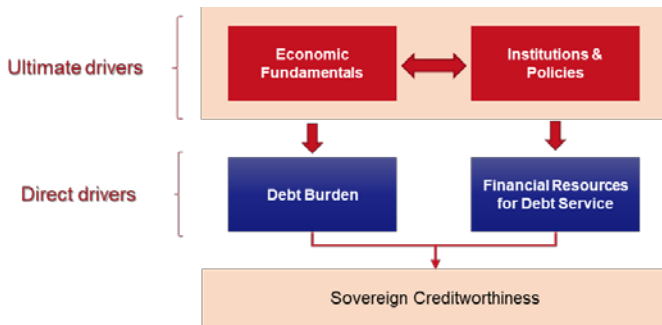 Ultimate drivers
Economic
Fundamentals
Institutions &
Policies
Direct drivers
Debt Burden
Financial Resources
for Debt Service
Sovereign Creditworthiness